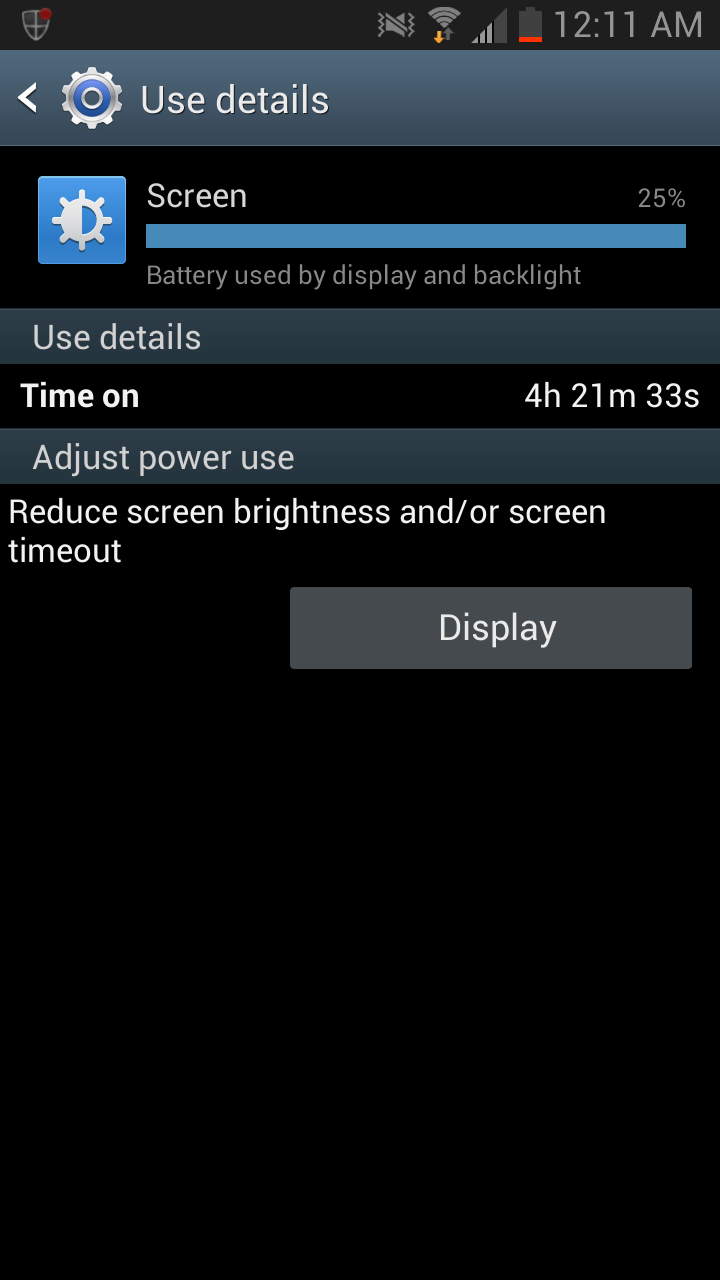 12:11 AM
Use details
Screen 25%
Battery used by display and backlight
Use details
Time on 4h 21m 33s
Adjust power use
Reduce screen brightness and/or screen
timeout
Display